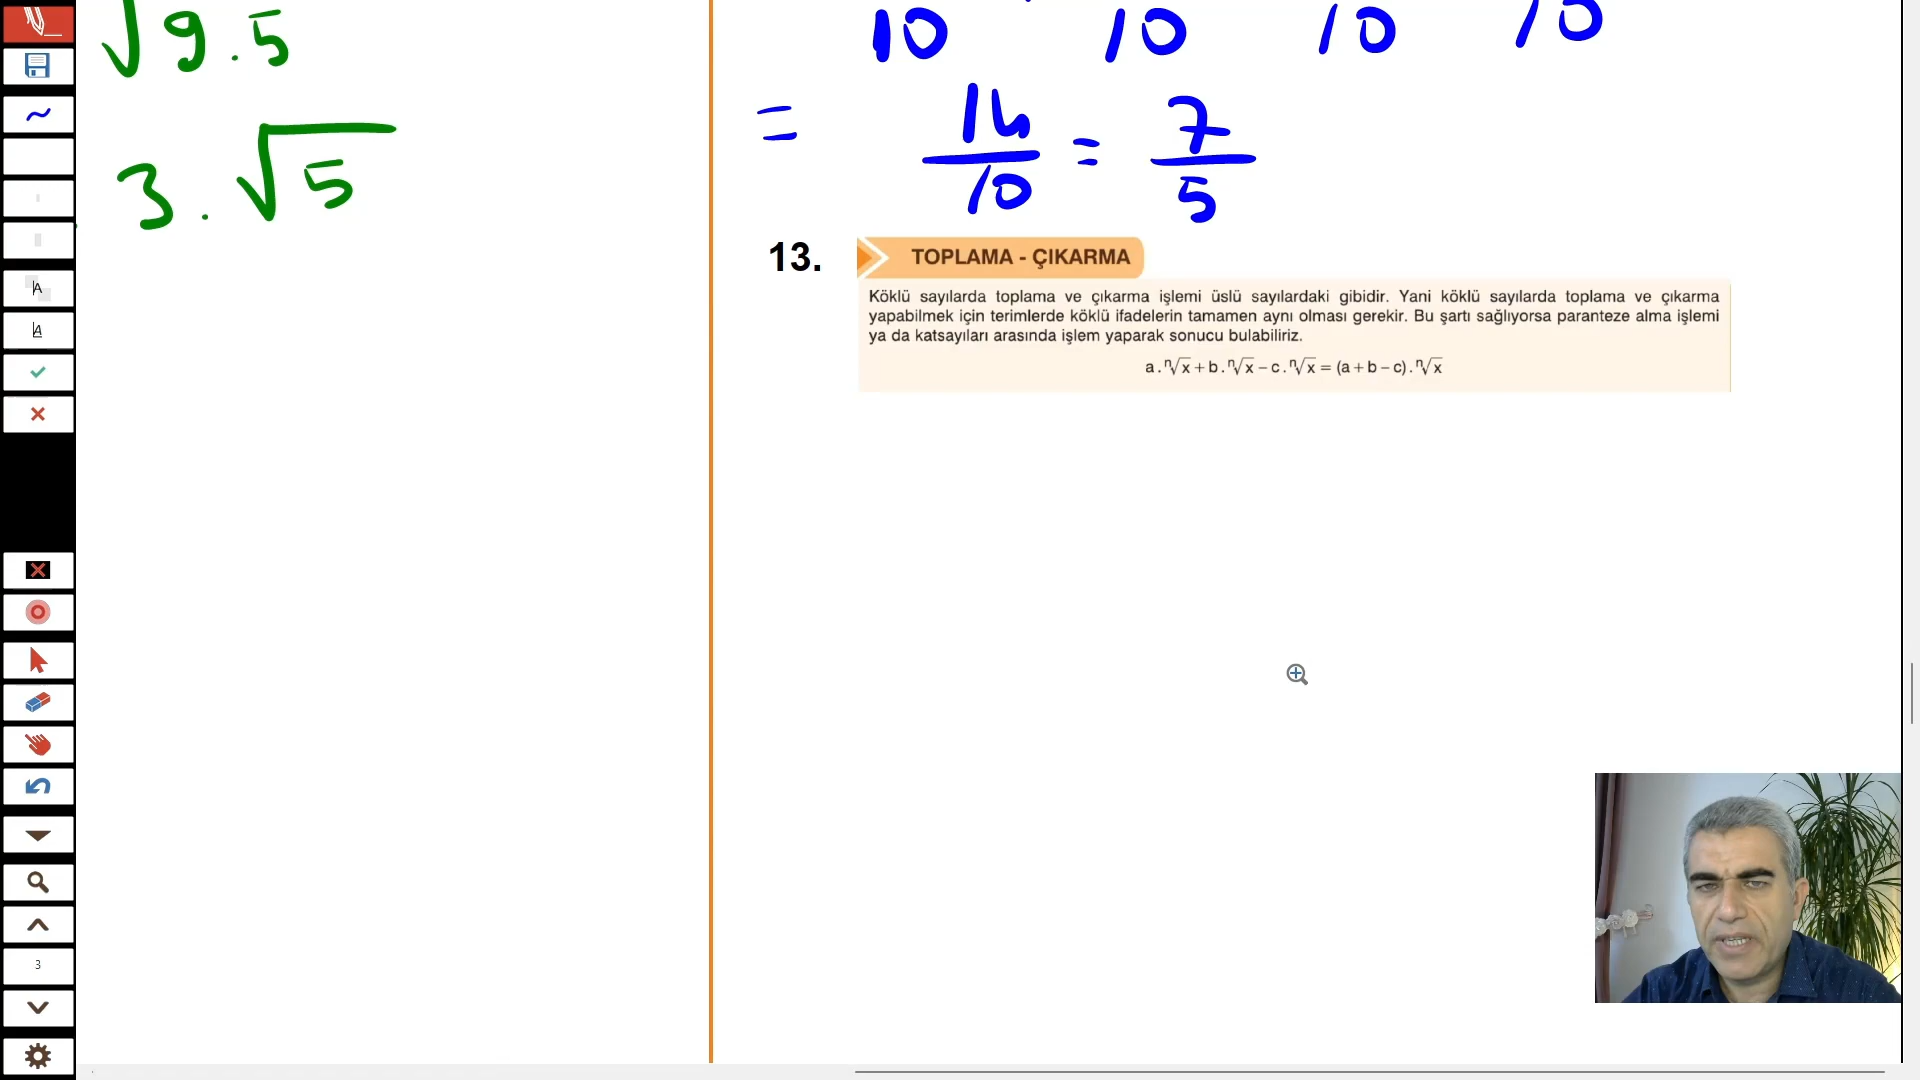 √9.5
3.√5
10 10 10 10
= 14/10 = 7/5
13. TOPLAMA - ÇIKARMA
Köklü sayılarda toplama ve çıkarma işlemi üslü sayılardaki gibidir. Yani köklü sayılarda toplama ve çıkarma
yapabilmek için terimlerde köklü ifadelerin tamamen aynı olması gerekir. Bu şartı sağlıyorsa paranteze alma işlemi
ya da katsayıları arasında işlem yaparak sonucu bulabiliriz.
a.ⁿ√x + b.ⁿ√x – c.ⁿ√x = (a + b – c).ⁿ√x
A
A
3